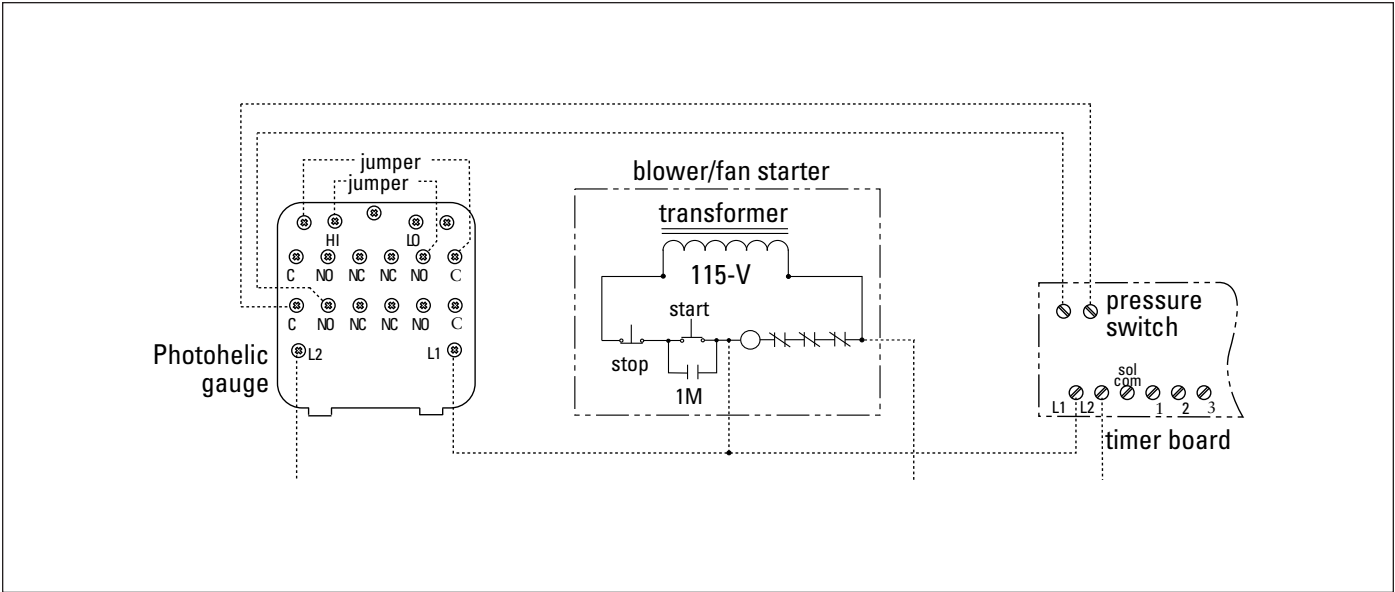 jumper
jumper
HI LO
C NO NC NC NO C
C NO NC NC NO C
L2 L1
Photohelic
gauge
blower/fan starter
transformer
115-V
start
stop
1M
pressure
switch
sol
com
L1 L2 1 2 3
timer board